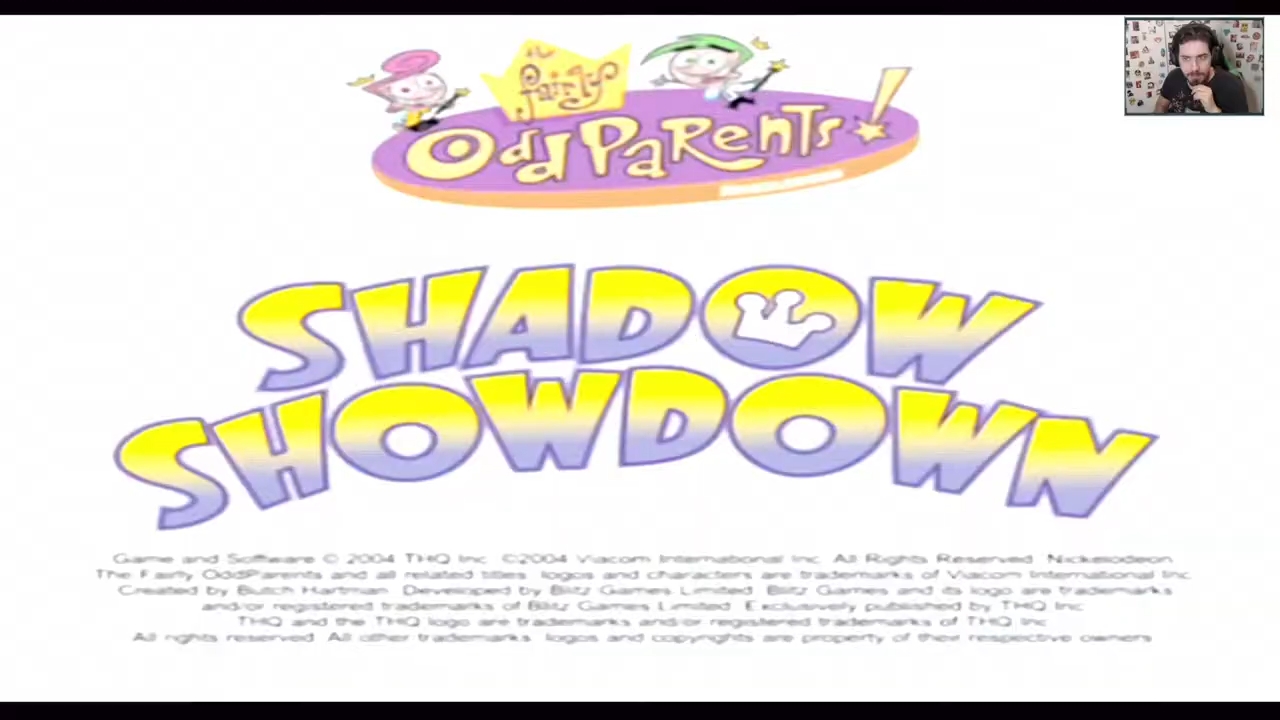 The Fairly
OddParents!
SHADOW
SHOWDOWN
Game and Software © 2004 THQ Inc ©2004 Viacom International Inc All Rights Reserved Nickelodeon
The Fairly OddParents and all related titles logos and characters are trademarks of Viacom International Inc
Created by Butch Hartman Developed by Blitz Games Limited Blitz Games and its logo are trademarks
and/or registered trademarks of Blitz Games Limited Exclusively published by THQ Inc
THQ and the THQ logo are trademarks and/or registered trademarks of THQ Inc
All rights reserved All other trademarks logos and copyrights are property of their respective owners